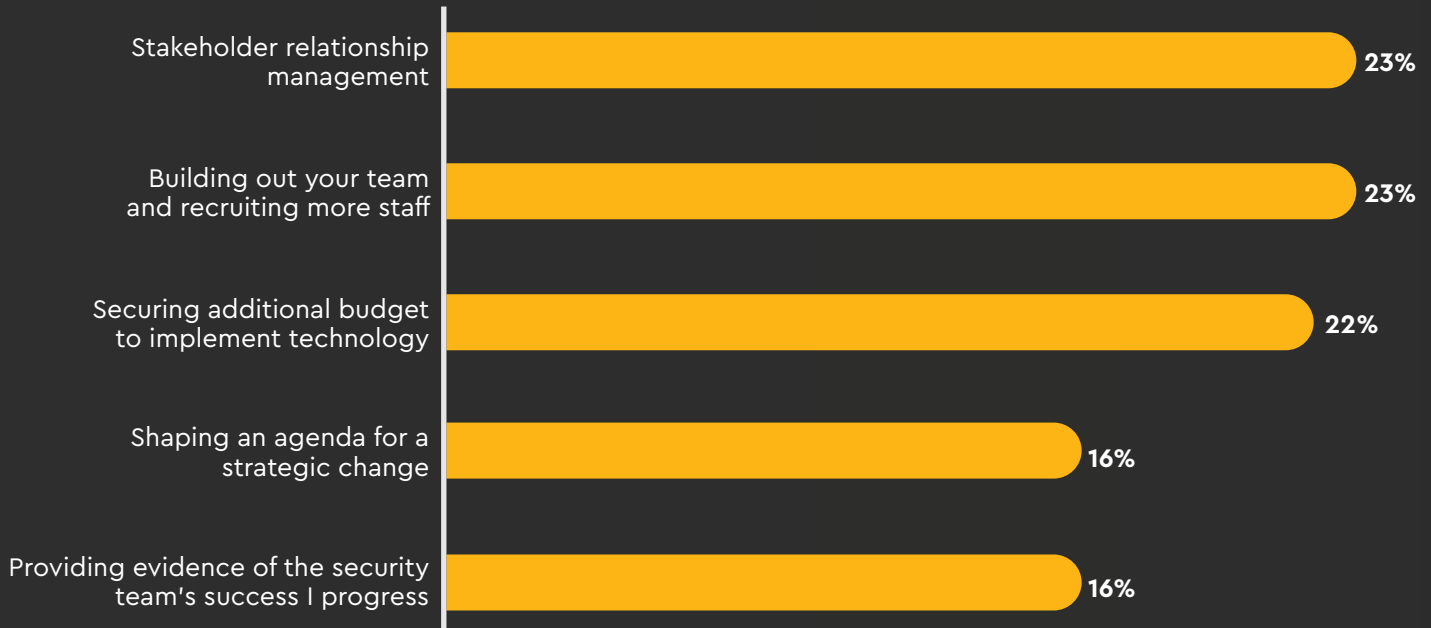 Stakeholder relationship
management
23%
Building out your team
and recruiting more staff
23%
Securing additional budget
to implement technology
22%
Shaping an agenda for a
strategic change
16%
Providing evidence of the security
team's success I progress
16%